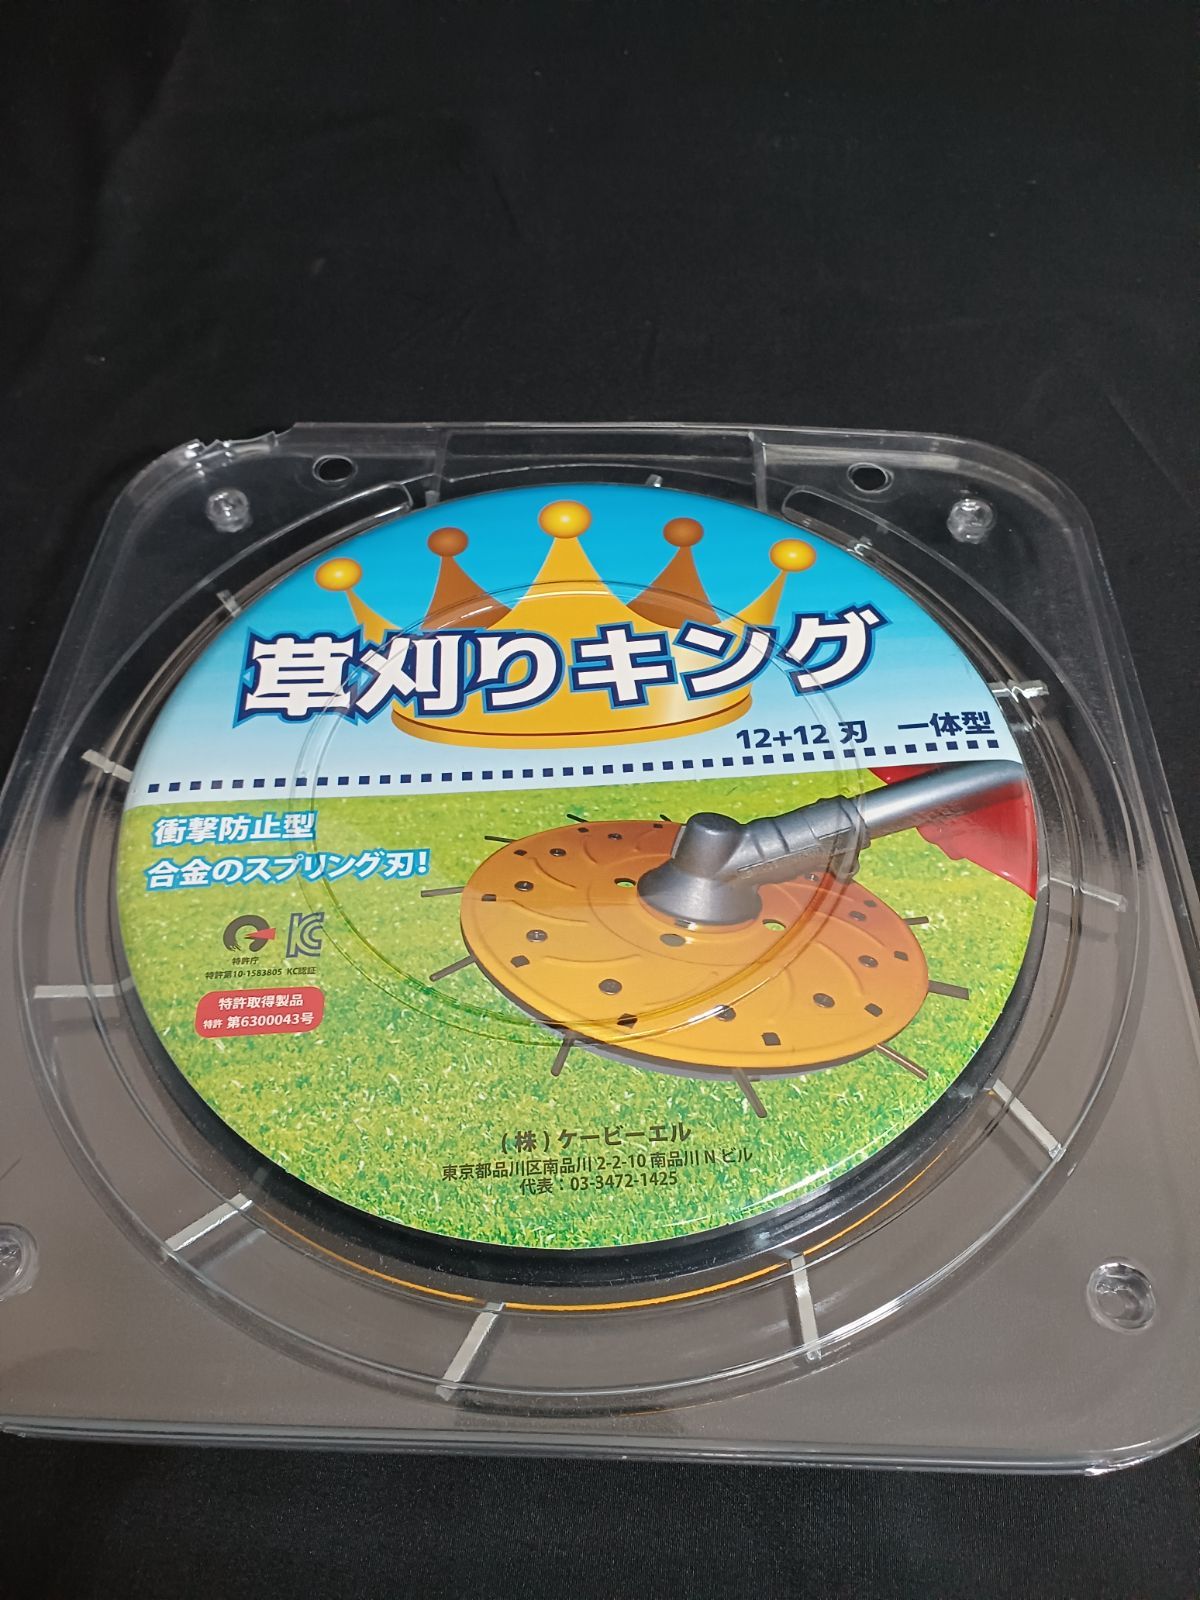 草刈りキング
12+12 刃　一体型
衝撃防止型
合金のスプリング刃!
特許庁
特許第10-1583805 KC認証
特許取得製品
特許 第6300043号
(株)ケービーエル
東京都品川区南品川 2-2-10 南品川 N ビル
代表:03-3472-1425